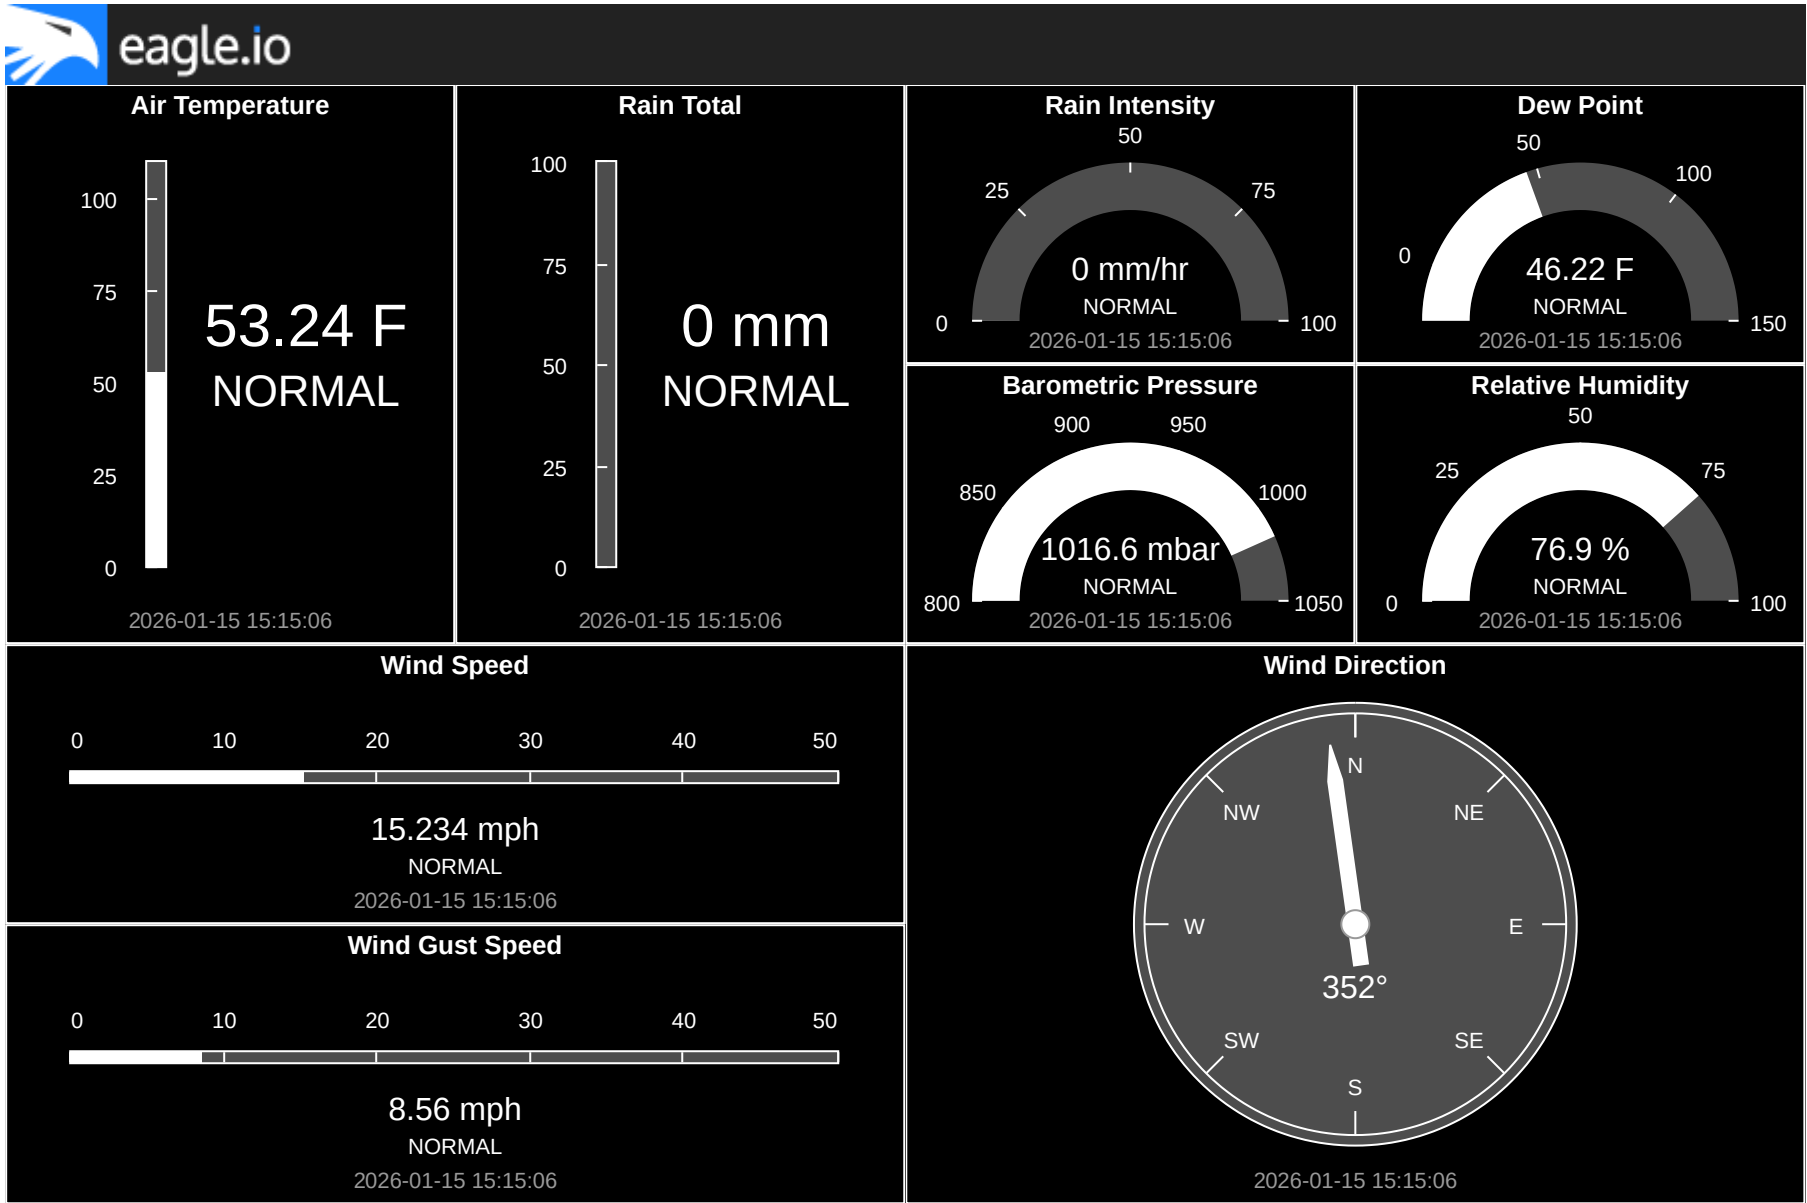 eagle.io
Air Temperature
100
75
50
25
0
53.24 F
NORMAL
2026-01-15 15:15:06
Rain Total
100
75
50
25
0
0 mm
NORMAL
2026-01-15 15:15:06
Rain Intensity
0
25
50
75
100
0 mm/hr
NORMAL
2026-01-15 15:15:06
Dew Point
0
50
100
150
46.22 F
NORMAL
2026-01-15 15:15:06
Barometric Pressure
800
850
900
950
1000
1050
1016.6 mbar
NORMAL
2026-01-15 15:15:06
Relative Humidity
0
25
50
75
100
76.9 %
NORMAL
2026-01-15 15:15:06
Wind Speed
0 10 20 30 40 50
15.234 mph
NORMAL
2026-01-15 15:15:06
Wind Gust Speed
0 10 20 30 40 50
8.56 mph
NORMAL
2026-01-15 15:15:06
Wind Direction
N
NW NE
W E
352°
SW SE
S
2026-01-15 15:15:06